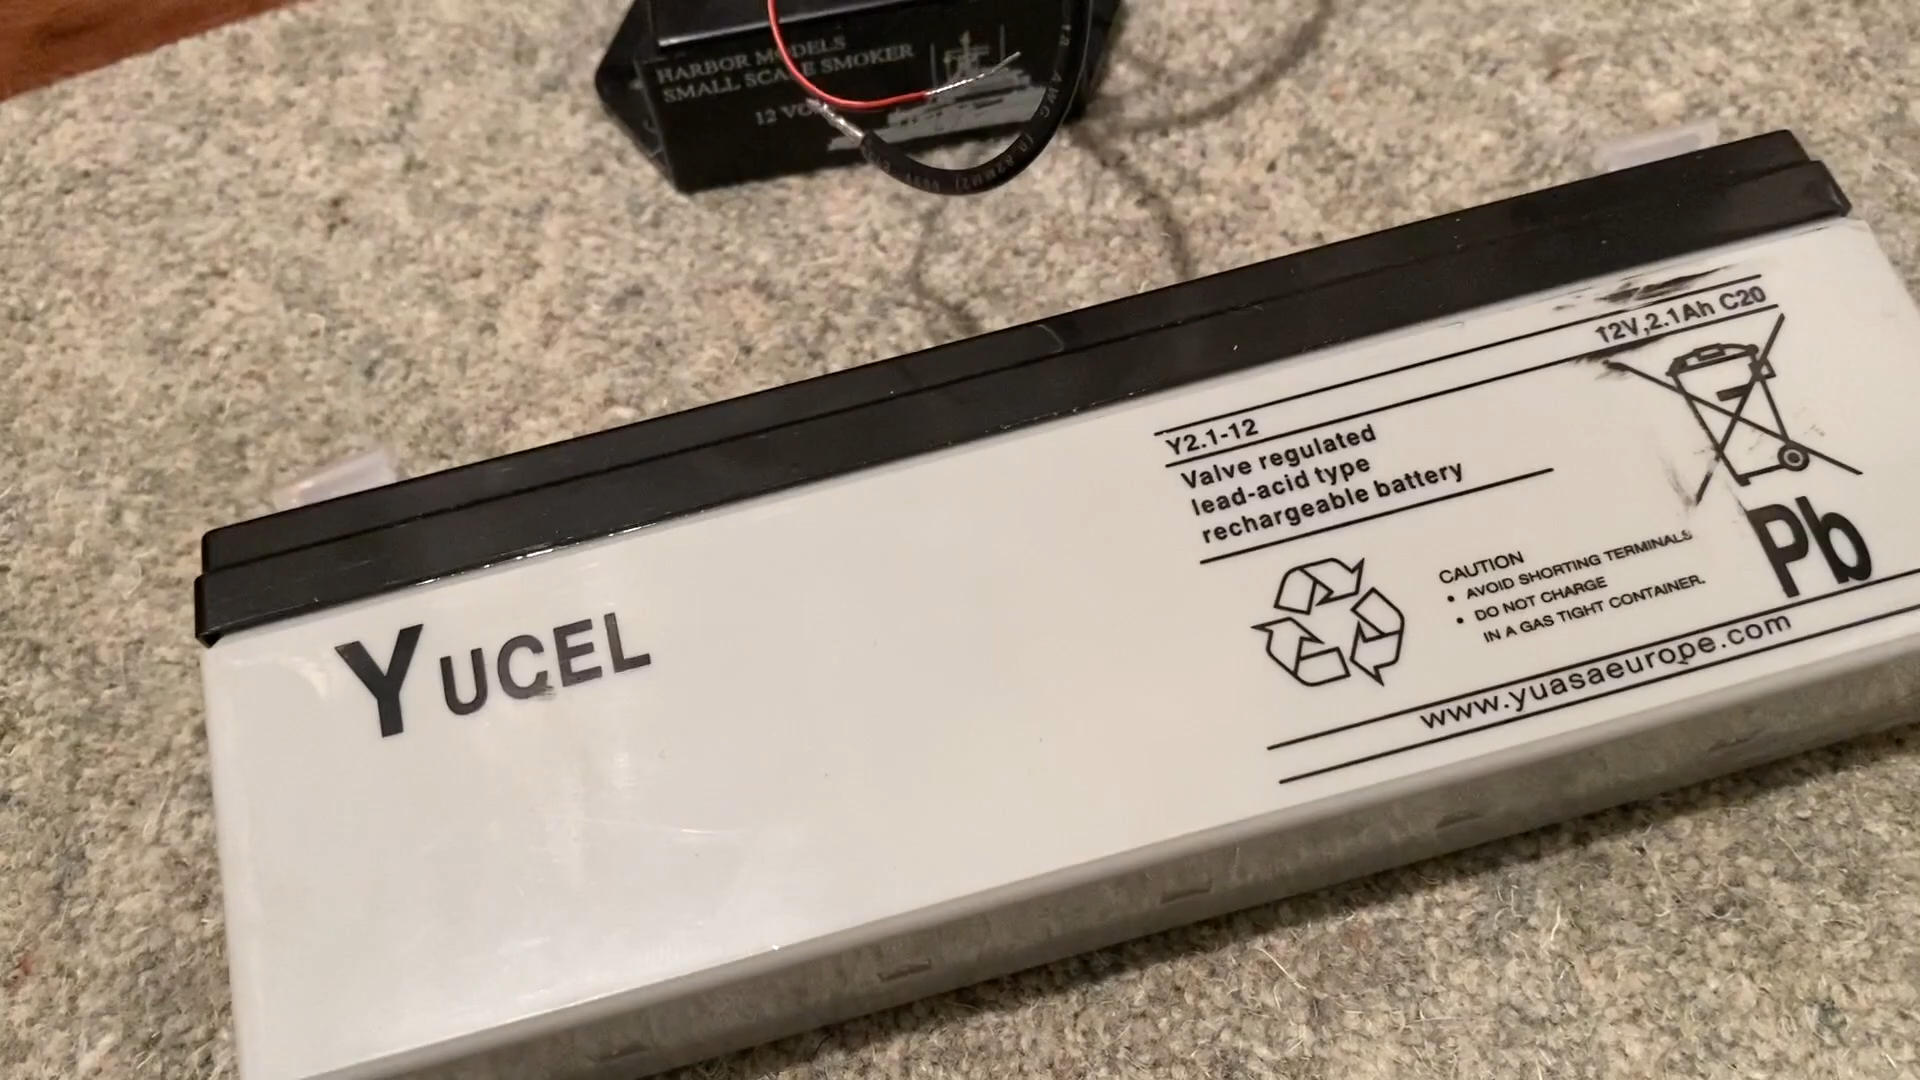 HARBOR MODELS
SMALL SCALE SMOKER
12
YUCEL
12V,2.1Ah C20
Y2.1-12
Valve regulated
lead-acid type
rechargeable battery
CAUTION
• AVOID SHORTING TERMINALS
• DO NOT CHARGE
IN A GAS TIGHT CONTAINER.
Pb
www.yuasaeurope.com